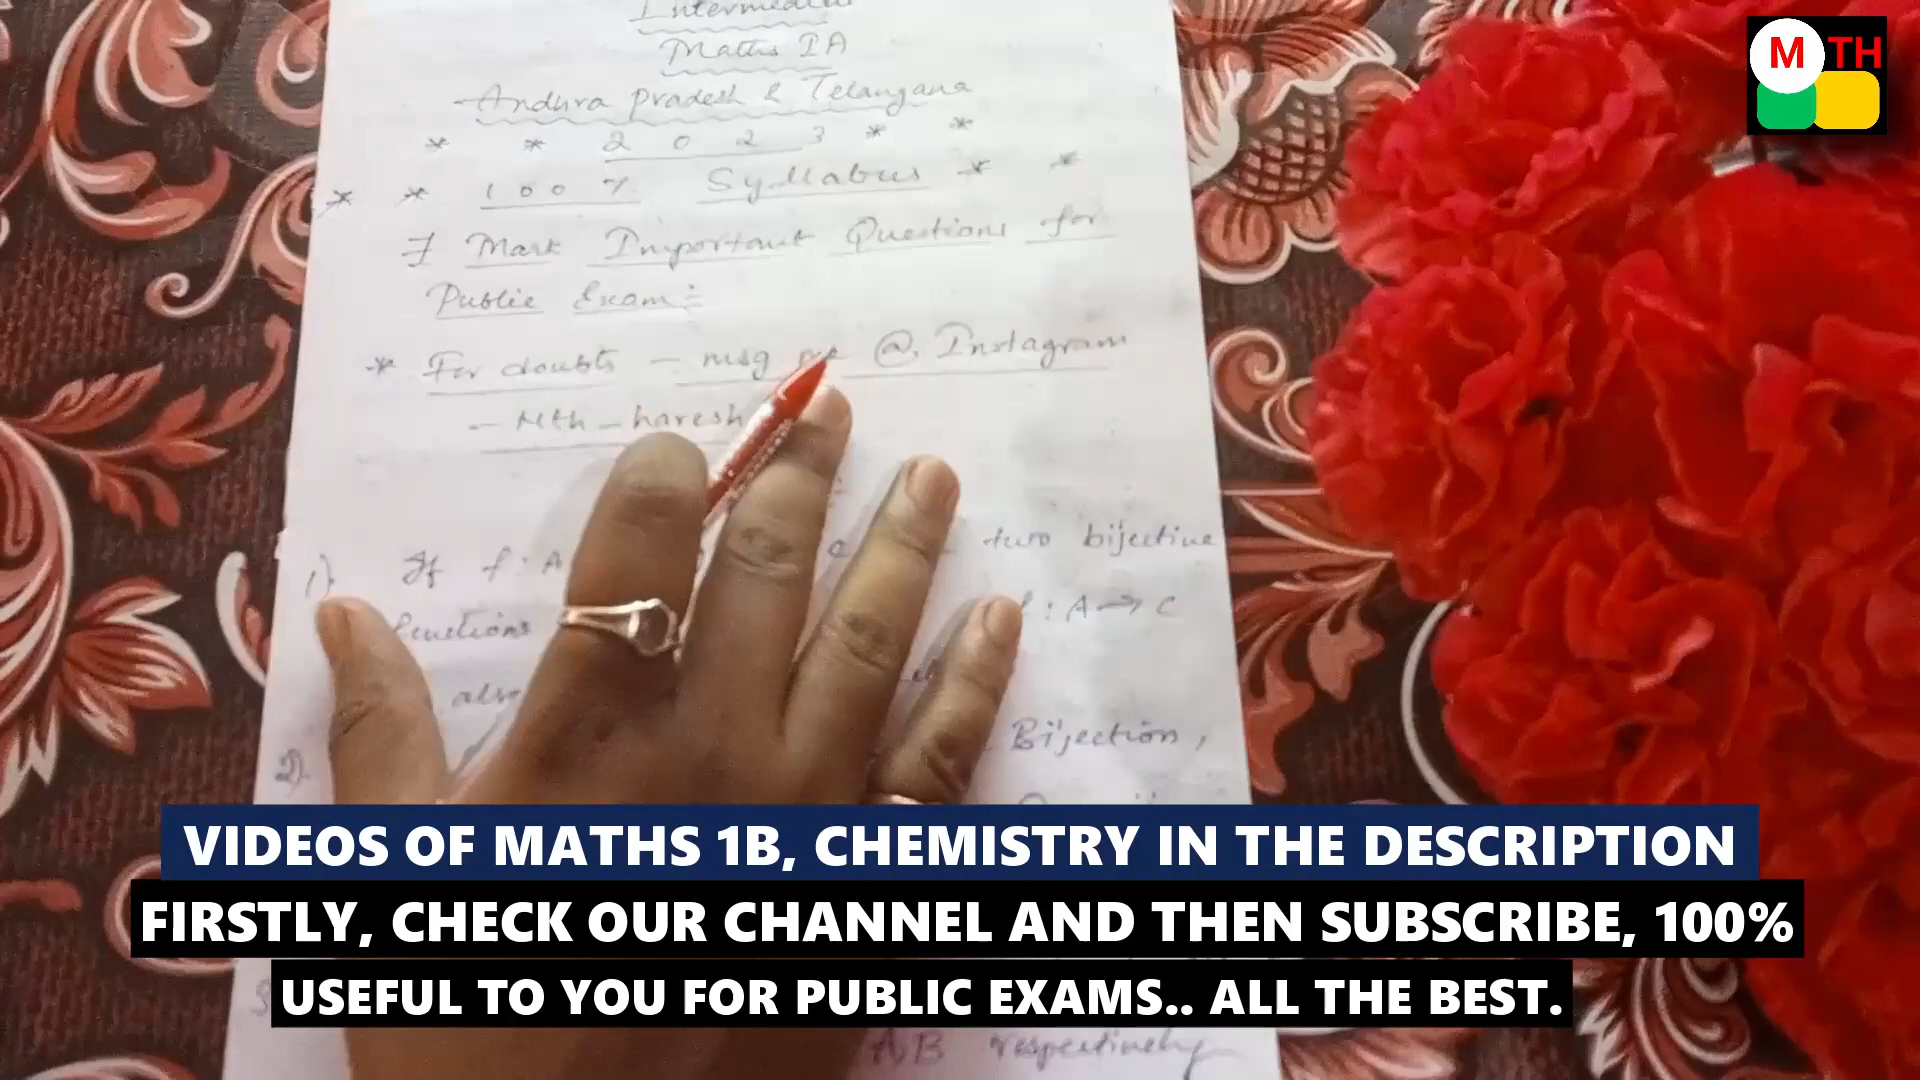 Intermediate
Maths IA
M TH
Andhra pradesh & Telangana
* * 2 0 2 3 * *
* * 100 % Syllabus * *
7 Mark Important Questions for
Public Exam :-
* For doubts - msg @ Instagram
- Mth - haresh
1) If f : A two bijective
functions f : A → C
also
2) Bijection,
VIDEOS OF MATHS 1B, CHEMISTRY IN THE DESCRIPTION
FIRSTLY, CHECK OUR CHANNEL AND THEN SUBSCRIBE, 100%
USEFUL TO YOU FOR PUBLIC EXAMS.. ALL THE BEST.
A, B respectively